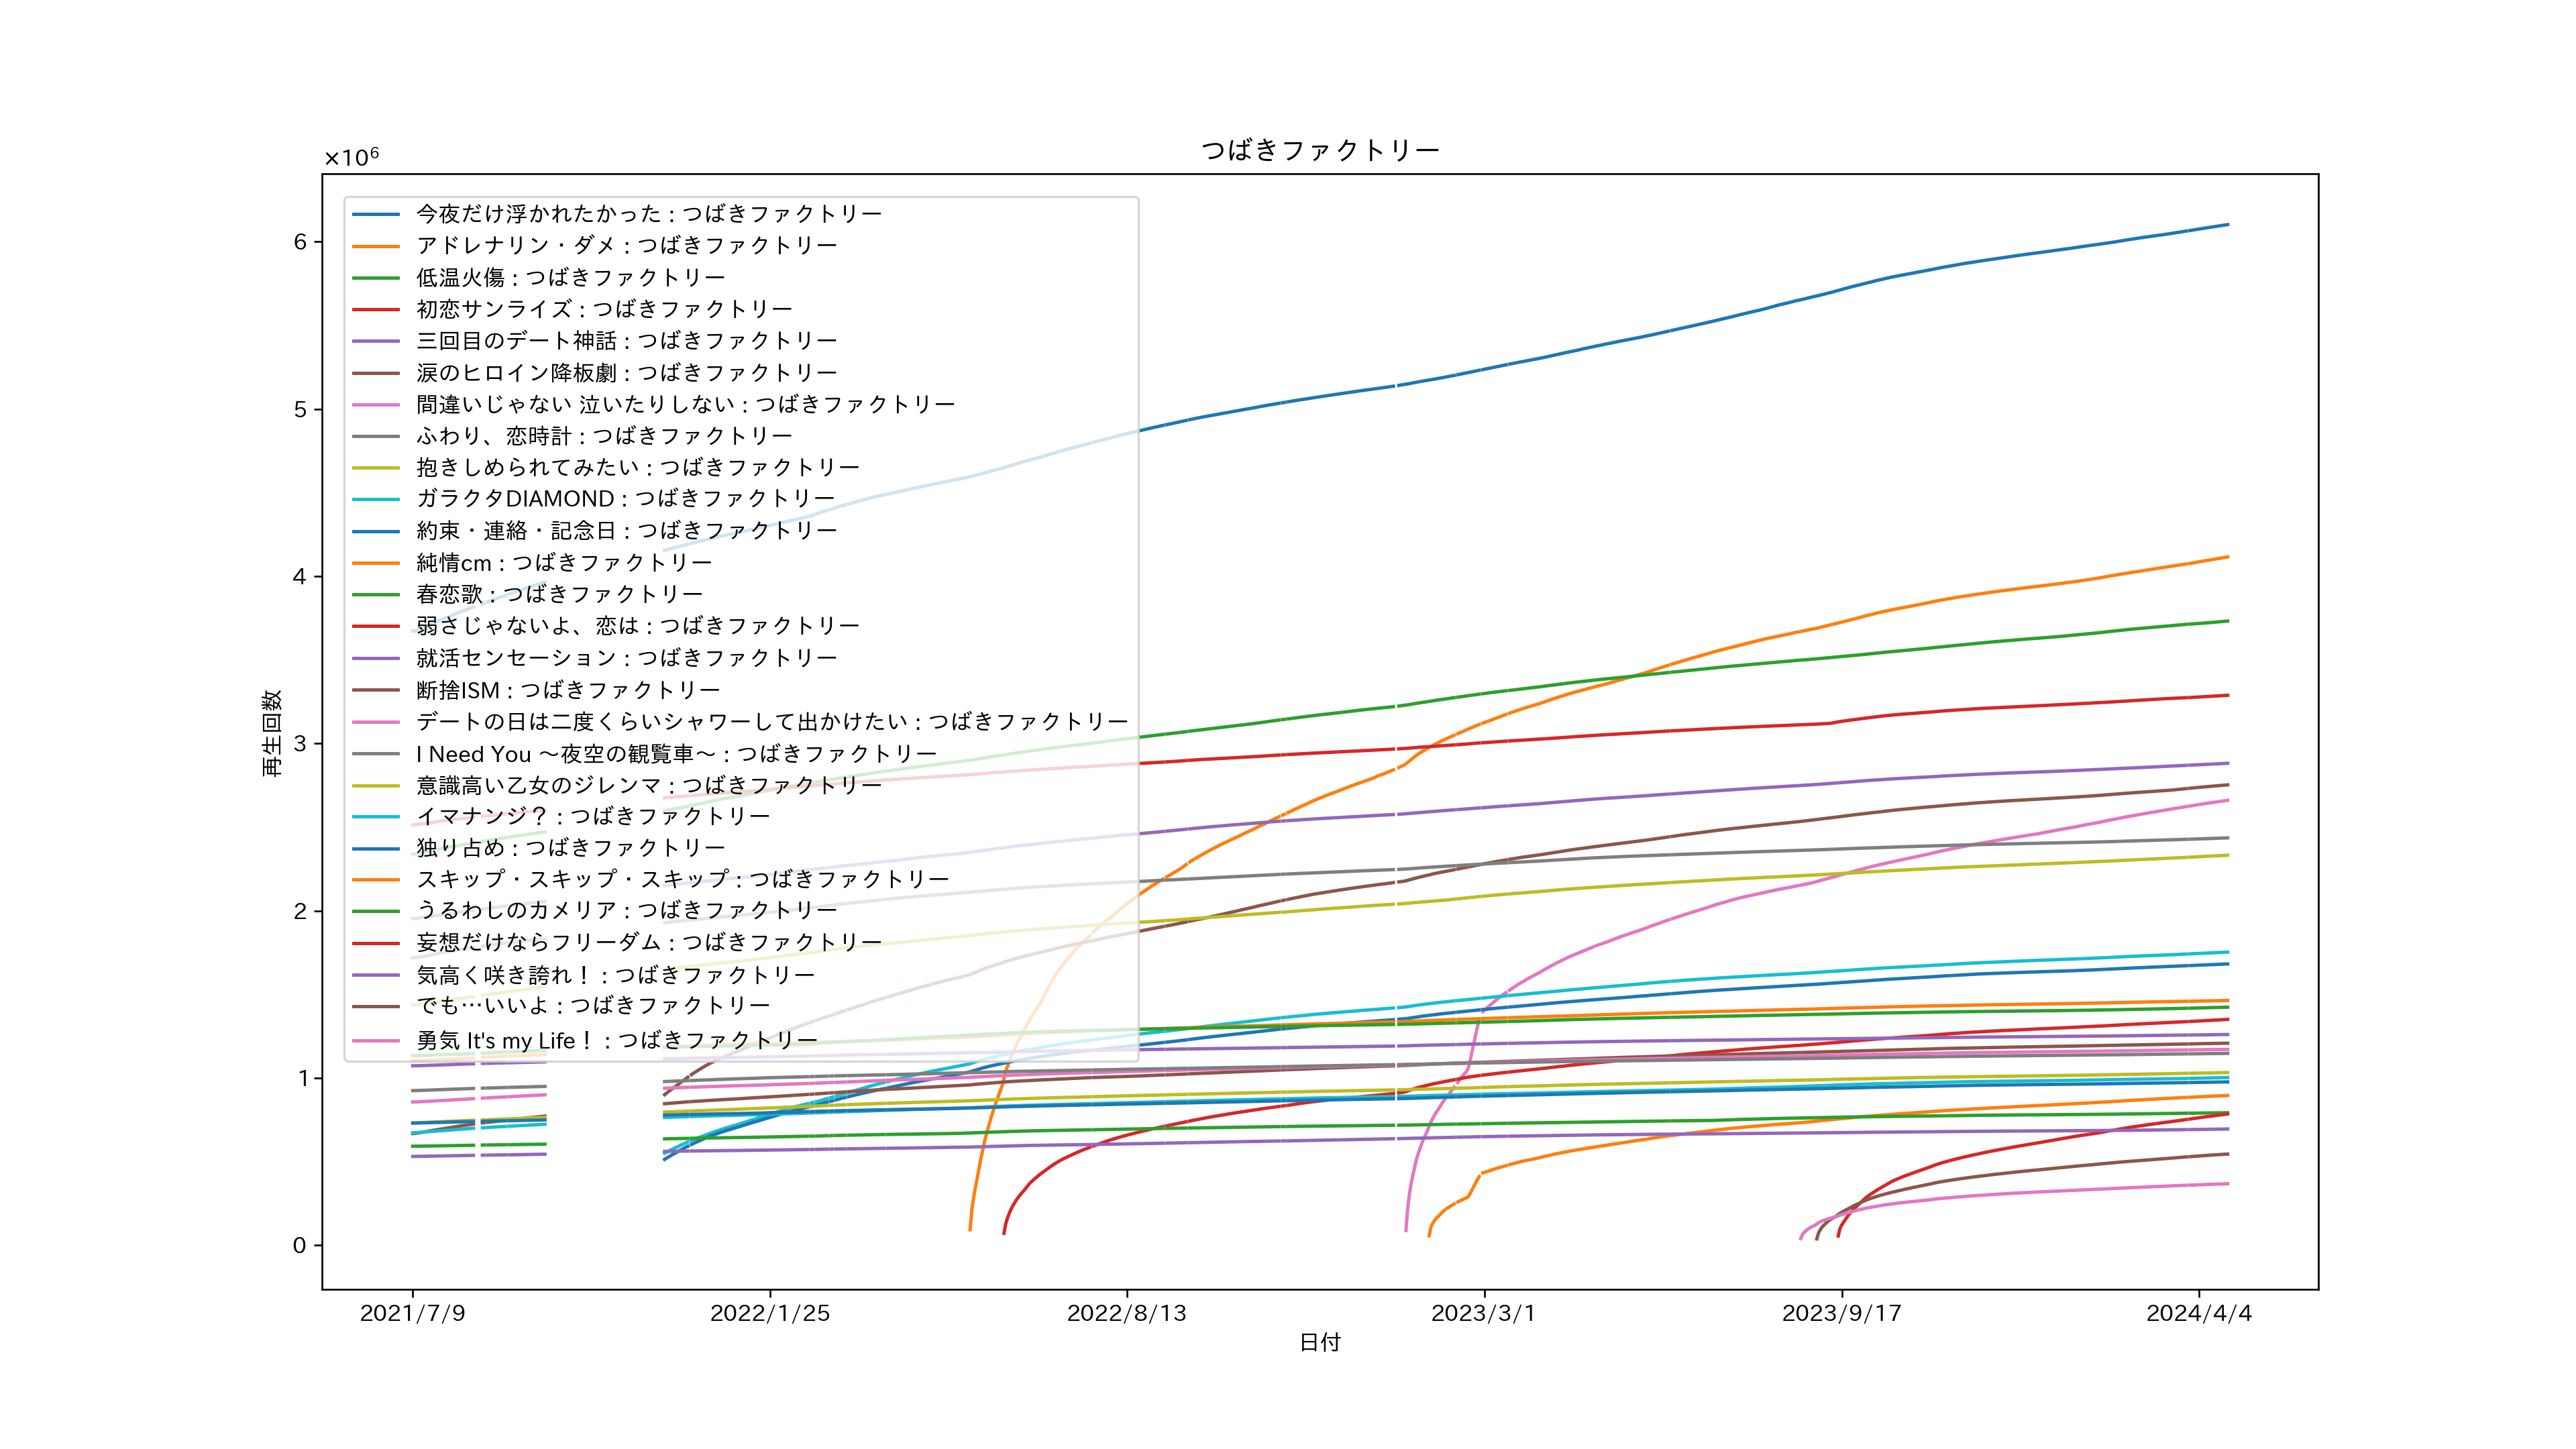 つばきファクトリー
×10⁶
今夜だけ浮かれたかった : つばきファクトリー
アドレナリン・ダメ : つばきファクトリー
低温火傷 : つばきファクトリー
初恋サンライズ : つばきファクトリー
三回目のデート神話 : つばきファクトリー
涙のヒロイン降板劇 : つばきファクトリー
間違いじゃない 泣いたりしない : つばきファクトリー
ふわり、恋時計 : つばきファクトリー
抱きしめられてみたい : つばきファクトリー
ガラクタDIAMOND : つばきファクトリー
約束・連絡・記念日 : つばきファクトリー
純情cm : つばきファクトリー
春恋歌 : つばきファクトリー
弱さじゃないよ、恋は : つばきファクトリー
就活センセーション : つばきファクトリー
断捨ISM : つばきファクトリー
デートの日は二度くらいシャワーして出かけたい : つばきファクトリー
I Need You ～夜空の観覧車～ : つばきファクトリー
意識高い乙女のジレンマ : つばきファクトリー
イマナンジ？ : つばきファクトリー
独り占め : つばきファクトリー
スキップ・スキップ・スキップ : つばきファクトリー
うるわしのカメリア : つばきファクトリー
妄想だけならフリーダム : つばきファクトリー
気高く咲き誇れ！ : つばきファクトリー
でも…いいよ : つばきファクトリー
勇気 It's my Life！ : つばきファクトリー
6
5
4
3
2
1
0
再生回数
2021/7/9
2022/1/25
2022/8/13
2023/3/1
2023/9/17
2024/4/4
日付